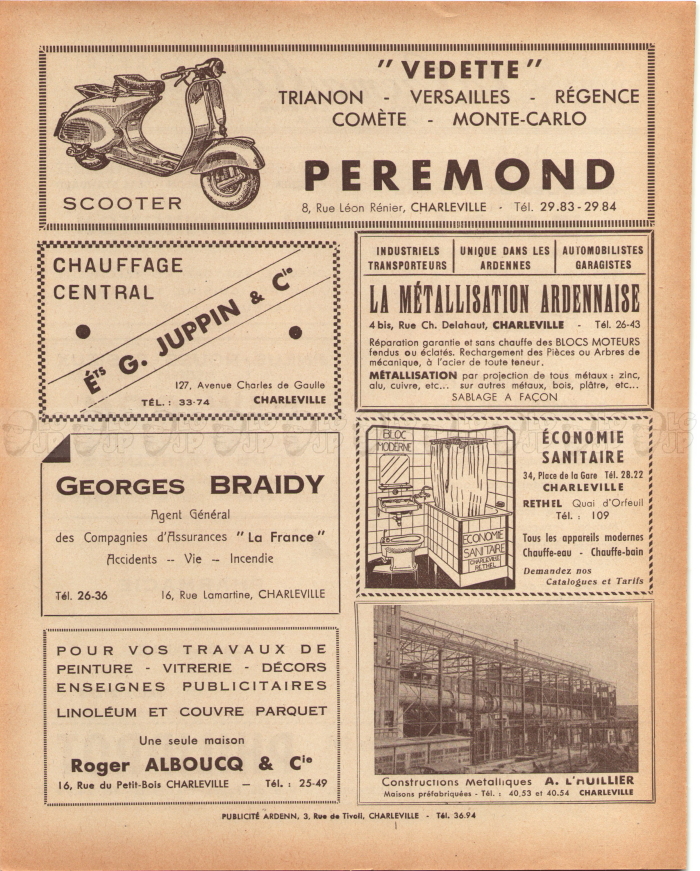 " VEDETTE "
TRIANON - VERSAILLES - RÉGENCE
COMÈTE - MONTE-CARLO
PEREMOND
8, Rue Léon Rénier, CHARLEVILLE - Tél. 29.83 - 29.84
SCOOTER
CHAUFFAGE
CENTRAL
Éts G. JUPPIN & Cie
127, Avenue Charles de Gaulle
TÉL. : 33-74 CHARLEVILLE
INDUSTRIELS
TRANSPORTEURS
UNIQUE DANS LES
ARDENNES
AUTOMOBILISTES
GARAGISTES
LA MÉTALLISATION ARDENNAISE
4 bis, Rue Ch. Delahaut, CHARLEVILLE - Tél. 26-43
Réparation garantie et sans chauffe des BLOCS MOTEURS
fendus ou éclatés. Rechargement des Pièces ou Arbres de
mécanique, à l'acier de toute teneur.
MÉTALLISATION par projection de tous métaux : zinc,
alu, cuivre, etc... sur autres métaux, bois, plâtre, etc...
SABLAGE A FAÇON
GEORGES BRAIDY
Agent Général
des Compagnies d'Assurances " La France "
Accidents -- Vie -- Incendie
Tél. 26-36 16, Rue Lamartine, CHARLEVILLE
BLOC
MODERNE
ÉCONOMIE
SANITAIRE
CHARLEVILLE
RETHEL
ÉCONOMIE
SANITAIRE
34, Place de la Gare Tél. 28.22
CHARLEVILLE
RETHEL Quai d'Orfeuil
Tél. : 109
Tous les appareils modernes
Chauffe-eau - Chauffe-bain
Demandez nos
Catalogues et Tarifs
POUR VOS TRAVAUX DE
PEINTURE - VITRERIE - DÉCORS
ENSEIGNES PUBLICITAIRES
LINOLÉUM ET COUVRE PARQUET
Une seule maison
Roger ALBOUCQ & Cie
16, Rue du Petit-Bois CHARLEVILLE — Tél. : 25-49
Constructions Métalliques A. L'HUILLIER
Maisons préfabriquées - Tél. : 40,53 et 40.54 CHARLEVILLE
PUBLICITÉ ARDENN, 3, Rue de Tivoli, CHARLEVILLE - Tél. 36.94